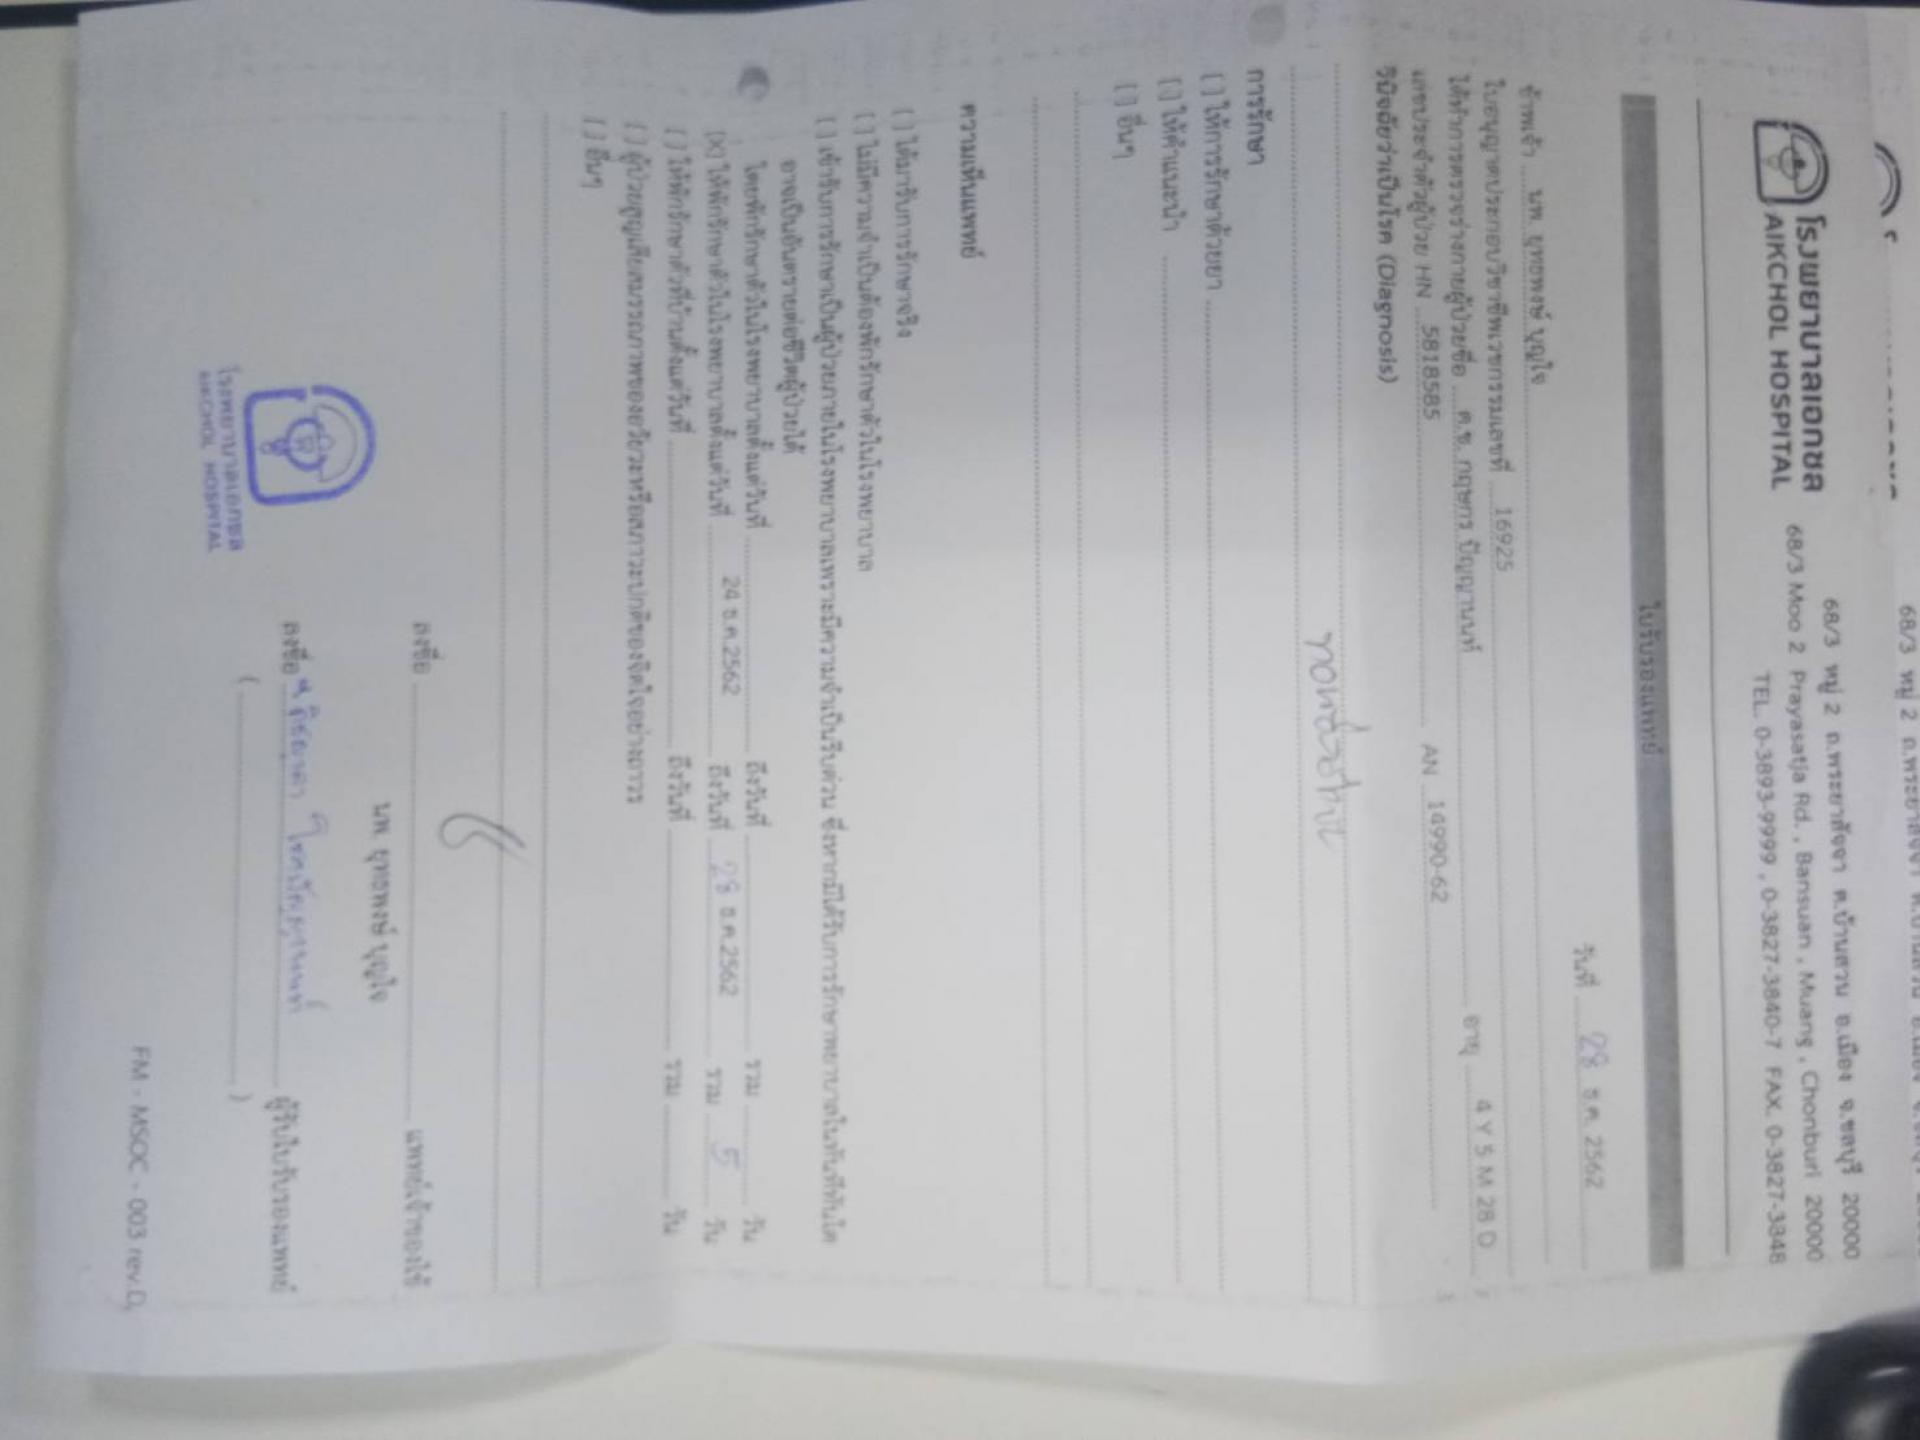 68/3 หมู่ 2 ถ.พระยาสัจจา ต.บ้านสวน อ.เมือง
โรงพยาบาลเอกชล
AIKCHOL HOSPITAL
68/3 หมู่ 2 ถ.พระยาสัจจา ต.บ้านสวน อ.เมือง จ.ชลบุรี 20000
68/3 Moo 2 Prayasatja Rd., Bansuan, Muang, Chonburi 20000
TEL. 0-3893-9999, 0-3827-3840-7 FAX. 0-3827-3348
ใบรับรองแพทย์
วันที่ 28 ธ.ค. 2562
ข้าพเจ้า นพ. ยุทธพงษ์ บุญใจ
ใบอนุญาตประกอบวิชาชีพเวชกรรมเลขที่ 16925
ได้ทำการตรวจร่างกายผู้ป่วยชื่อ ด.ช. กฤษกร ปัญญานนท์ อายุ 4 Y 5 M 28 D
เลขประจำตัวผู้ป่วย HN 5818585 AN 14990-62
วินิจฉัยว่าเป็นโรค (Diagnosis)
การรักษา
[ ] ให้การรักษาด้วยยา
[ ] ให้คำแนะนำ
[ ] อื่นๆ
ความเห็นแพทย์
( ) ได้มารับการรักษาจริง
( ) ไม่มีความจำเป็นต้องพักรักษาตัวในโรงพยาบาล
( ) เข้ารับการรักษาเป็นผู้ป่วยภายในโรงพยาบาลเพราะมีความจำเป็นรีบด่วน ซึ่งหากมิได้รับการรักษาพยาบาลในทันทีทันใด
อาจเป็นอันตรายต่อชีวิตผู้ป่วยได้
โดยพักรักษาตัวในโรงพยาบาลตั้งแต่วันที่ ถึงวันที่ รวม วัน
(X) ให้พักรักษาตัวในโรงพยาบาลตั้งแต่วันที่ 24 ธ.ค.2562 ถึงวันที่ 28 ธ.ค.2562 รวม 5 วัน
( ) ให้พักรักษาตัวที่บ้านตั้งแต่วันที่ ถึงวันที่ รวม วัน
( ) ผู้ป่วยสูญเสียสมรรถภาพของอวัยวะหรือสภาวะปกติของจิตใจอย่างถาวร
( ) อื่นๆ
ลงชื่อ แพทย์เจ้าของไข้
นพ. ยุทธพงษ์ บุญใจ
ลงชื่อ ผู้รับใบรับรองแพทย์
( )
โรงพยาบาลเอกชล
AIKCHOL HOSPITAL
FM - MSOC - 003 rev.D,